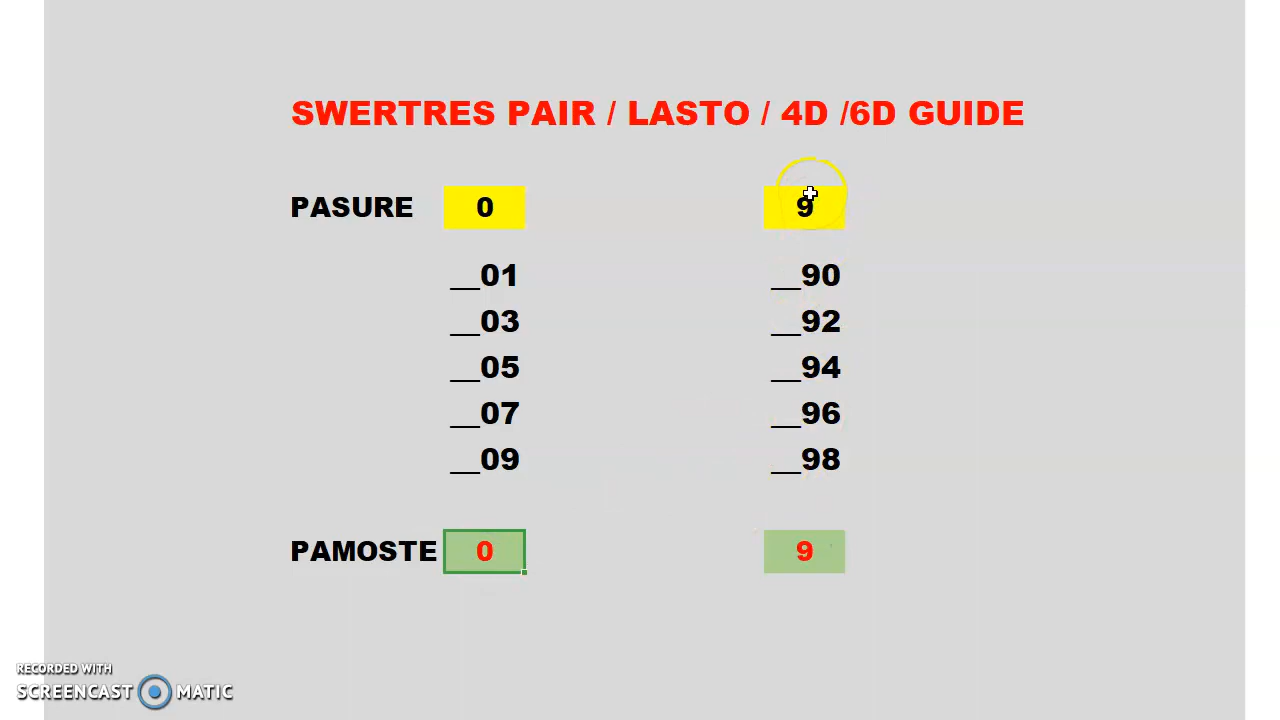 SWERTRES PAIR / LASTO / 4D /6D GUIDE
PASURE 0 9
__01 __90
__03 __92
__05 __94
__07 __96
__09 __98
PAMOSTE 0 9
RECORDED WITH
SCREENCAST MATIC